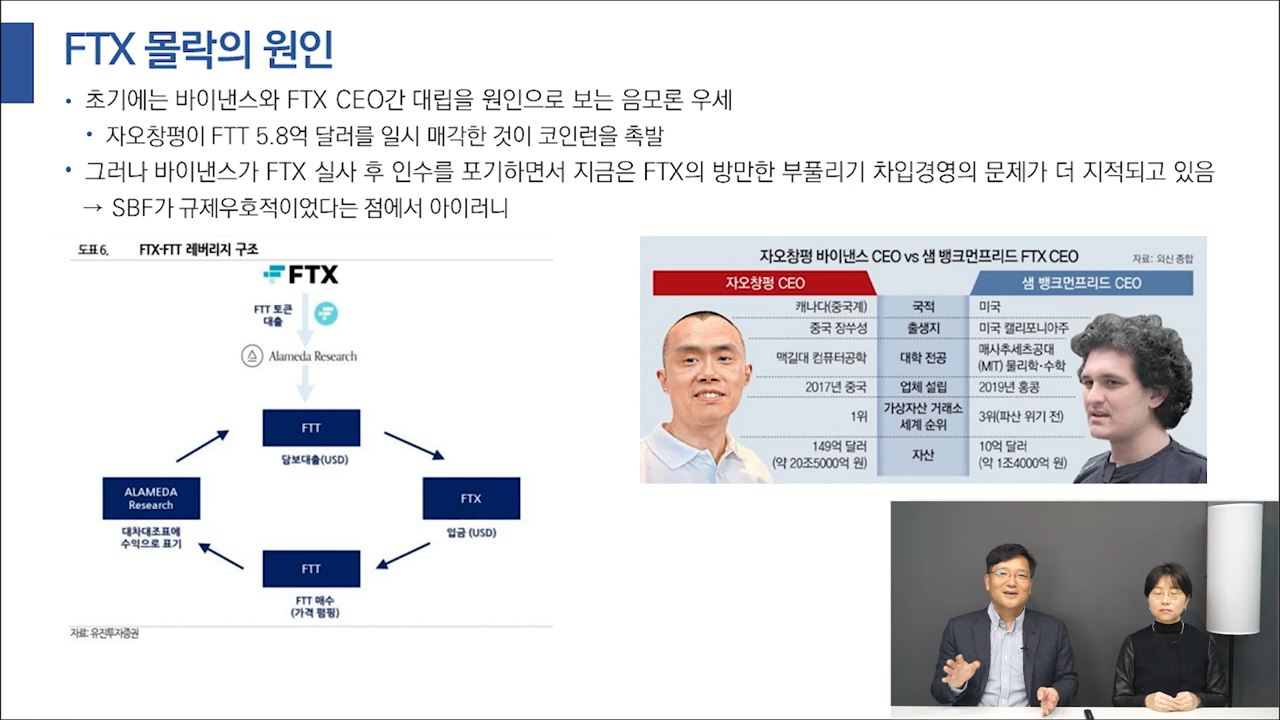 FTX 몰락의 원인
• 초기에는 바이낸스와 FTX CEO간 대립을 원인으로 보는 음모론 우세
• 자오창펑이 FTT 5.8억 달러를 일시 매각한 것이 코인런을 촉발
• 그러나 바이낸스가 FTX 실사 후 인수를 포기하면서 지금은 FTX의 방만한 부풀리기 차입경영의 문제가 더 지적되고 있음
→ SBF가 규제우호적이었다는 점에서 아이러니
도표 6. FTX-FTT 레버리지 구조
FTX
FTT 토큰
대출
Alameda Research
FTT
담보대출(USD)
ALAMEDA
Research
대차대조표에
수익으로 표기
FTX
입금 (USD)
FTT
FTT 매수
(가격 펌핑)
자료: 유진투자증권
자오창펑 바이낸스 CEO vs 샘 뱅크먼프리드 FTX CEO
자료: 외신 종합
자오창펑 CEO
샘 뱅크먼프리드 CEO
캐나다(중국계) 국적 미국
중국 장쑤성 출생지 미국 캘리포니아주
맥길대 컴퓨터공학 대학 전공 매사추세츠공대
(MIT) 물리학·수학
2017년 중국 업체 설립 2019년 홍콩
1위 가상자산 거래소
세계 순위 3위(파산 위기 전)
149억 달러
(약 20조5000억 원)
자산
10억 달러
(약 1조4000억 원)